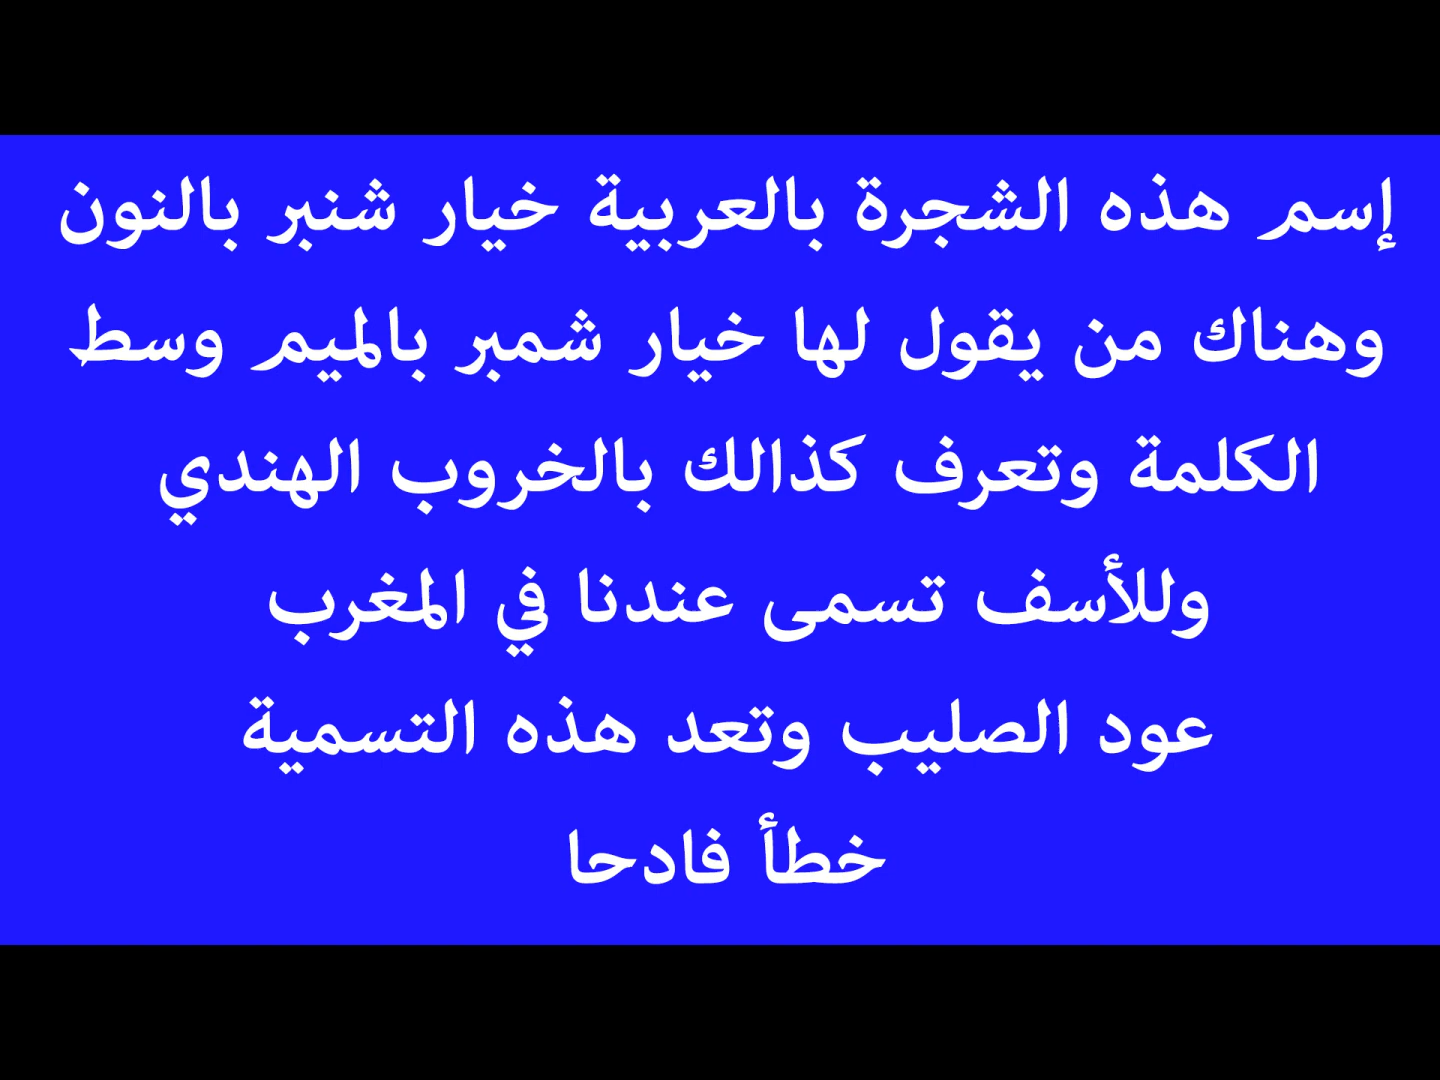 إسم هذه الشجرة بالعربية خيار شنبر بالنون
وهناك من يقول لها خيار شمبر بالميم وسط
الكلمة وتعرف كذالك بالخروب الهندي
وللأسف تسمى عندنا في المغرب
عود الصليب وتعد هذه التسمية
خطأ فادحا